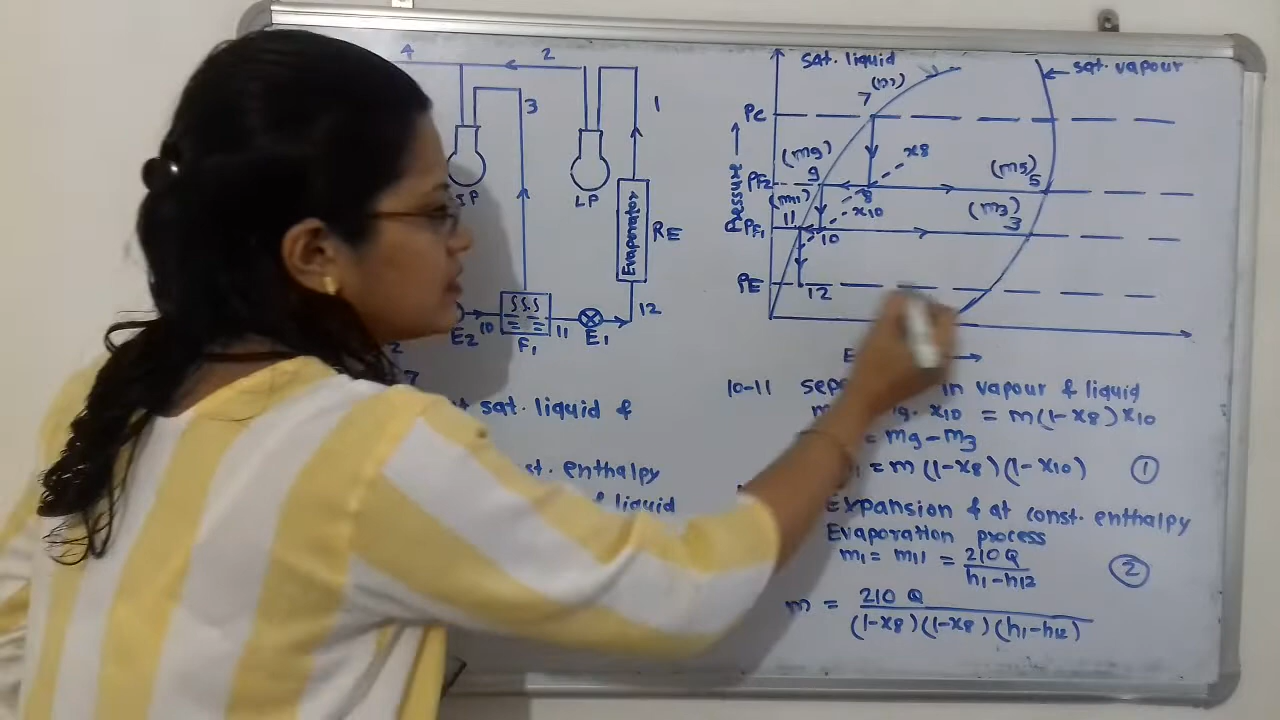 4
2
3
1
LP
Evaporator
RE
E2
10
F1
11
E1
12
7
sat. liquid &
st. enthalpy
liquid
sat. liquid
sat. vapour
(m7)
7
Pc
Pressure
(m9)
9
x8
(m5)
5
PF2
8
(m11)
11
x10
(m3)
3
PF1
10
PE
12
10-11
in vapour & liquid
x10 = m(1-x8)x10
= m9-m3
= m(1-x8)(1-x10) 1
Expansion & at const. enthalpy
Evaporation process
m1 = m11 = 210 Q
h1-h12
2
m = 210 Q
(1-x8)(1-x8)(h1-h12)